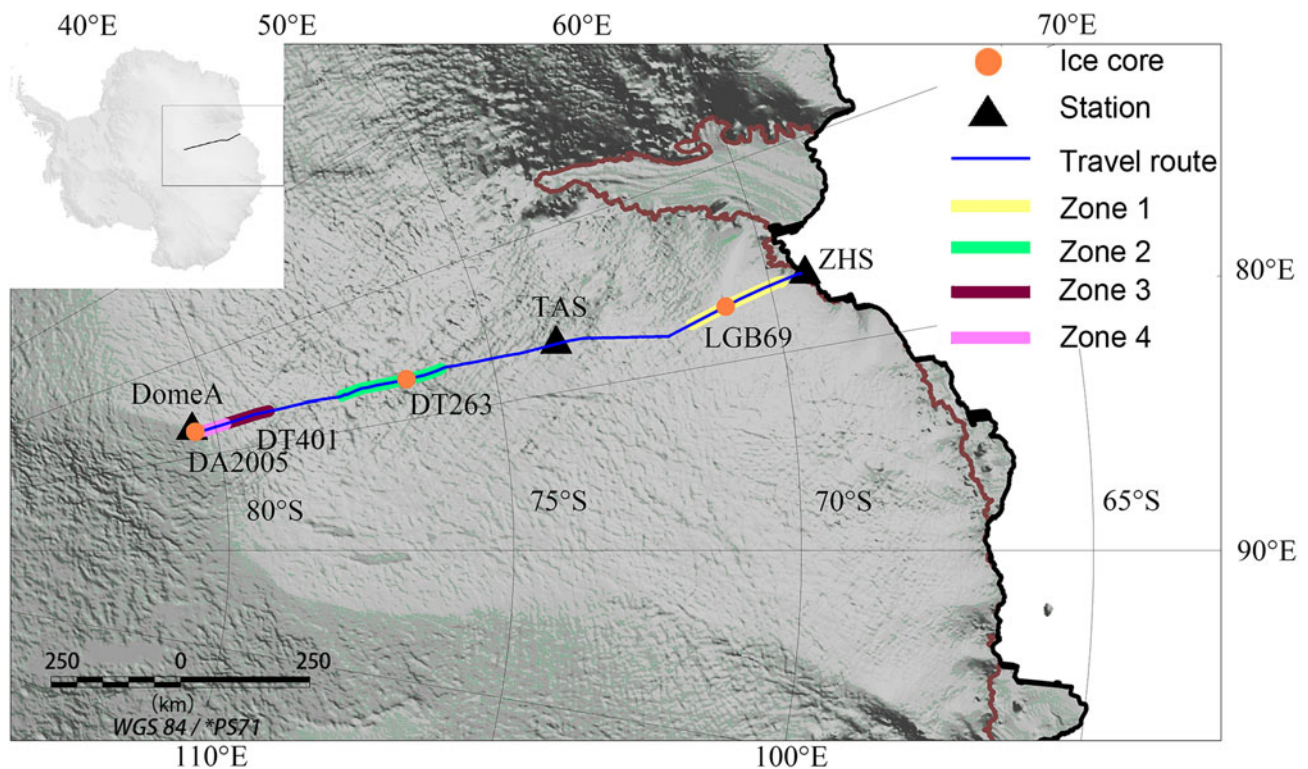 40°E
50°E
60°E
70°E
Ice core
Station
Travel route
Zone 1
Zone 2
Zone 3
Zone 4
ZHS
80°E
TAS
LGB69
DomeA
DT263
DT401
DA2005
80°S
75°S
70°S
65°S
90°E
250 0 250
(km)
WGS 84 / *PS71
110°E
100°E